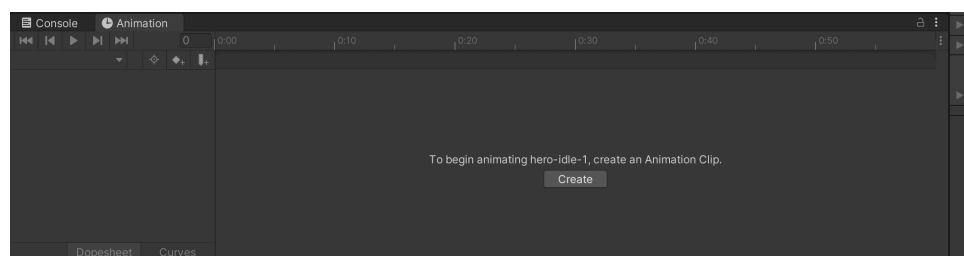 Console Animation
0 0:00 0:10 0:20 0:30 0:40 0:50
To begin animating hero-idle-1, create an Animation Clip.
Create
Dopesheet Curves